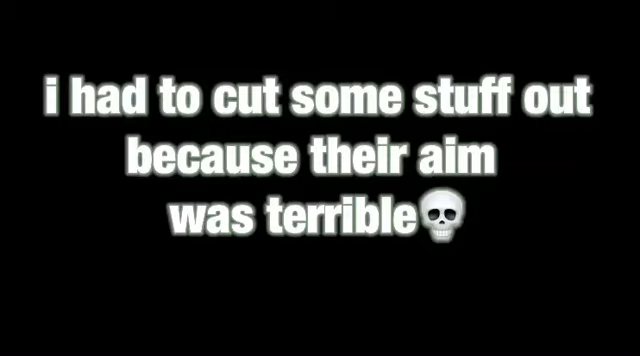 i had to cut some stuff out
because their aim
was terrible💀